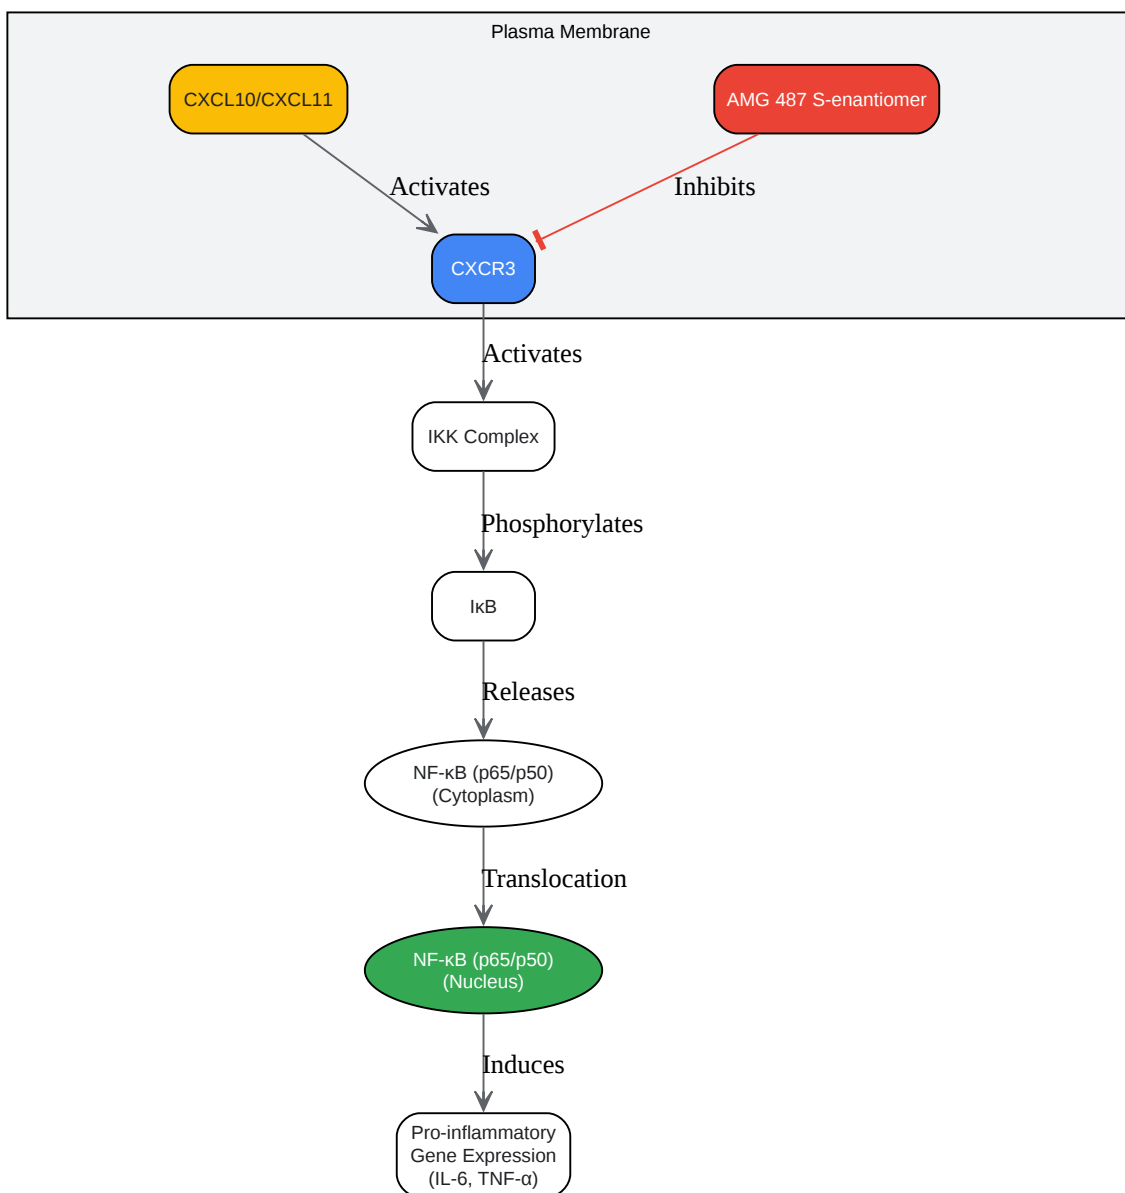 Plasma Membrane
CXCL10/CXCL11
AMG 487 S-enantiomer
Activates
Inhibits
CXCR3
Activates
IKK Complex
Phosphorylates
IκB
Releases
NF-κB (p65/p50)
(Cytoplasm)
Translocation
NF-κB (p65/p50)
(Nucleus)
Induces
Pro-inflammatory
Gene Expression
(IL-6, TNF-α)